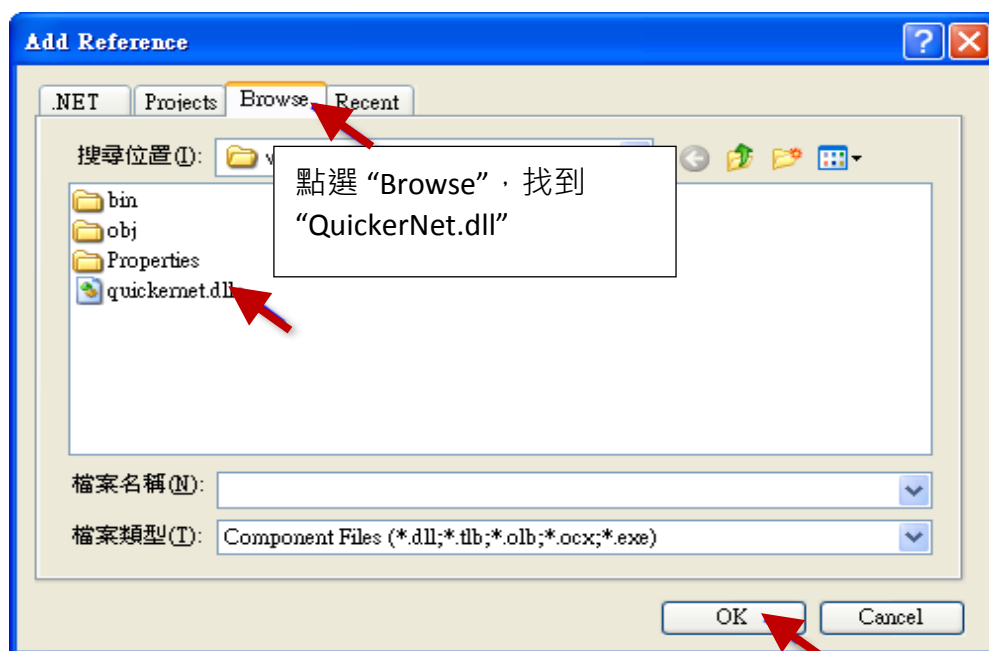 Add Reference
.NET Projects Browse Recent
搜尋位置(I):
點選 “Browse”，找到
“QuickerNet.dll”
bin
obj
Properties
quickernet.dll
檔案名稱(N):
檔案類型(T): Component Files (*.dll;*.tlb;*.olb;*.ocx;*.exe)
OK Cancel